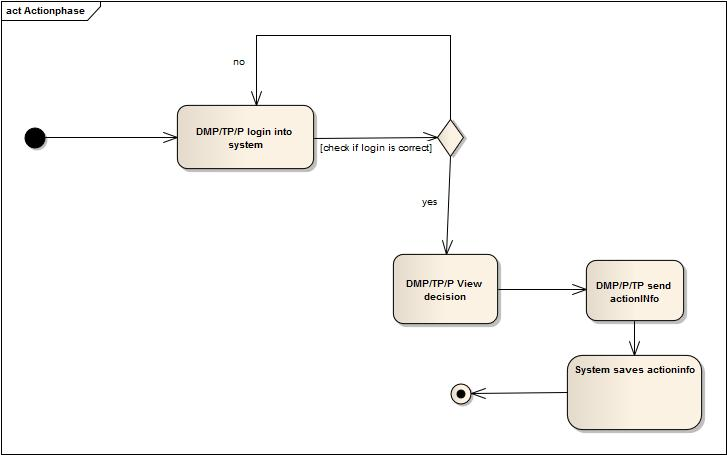 act Actionphase
no
DMP/TP/P login into
system
[check if login is correct]
yes
DMP/TP/P View
decision
DMP/P/TP send
actionINfo
System saves actioninfo